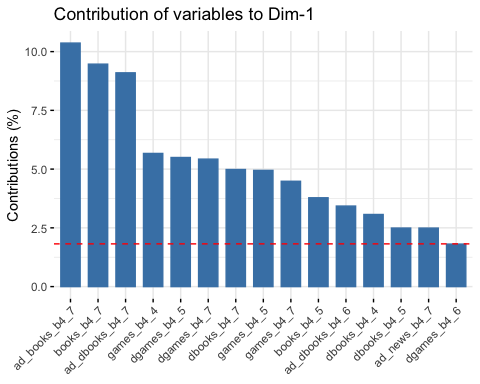 Contribution of variables to Dim-1
Contributions (%)
10.0
7.5
5.0
2.5
0.0
ad_books_b4_7
books_b4_7
ad_dbooks_b4_7
games_b4_4
dgames_b4_5
dgames_b4_7
dbooks_b4_7
games_b4_5
games_b4_7
books_b4_5
ad_dbooks_b4_6
dbooks_b4_4
dbooks_b4_5
ad_news_b4_7
dgames_b4_6